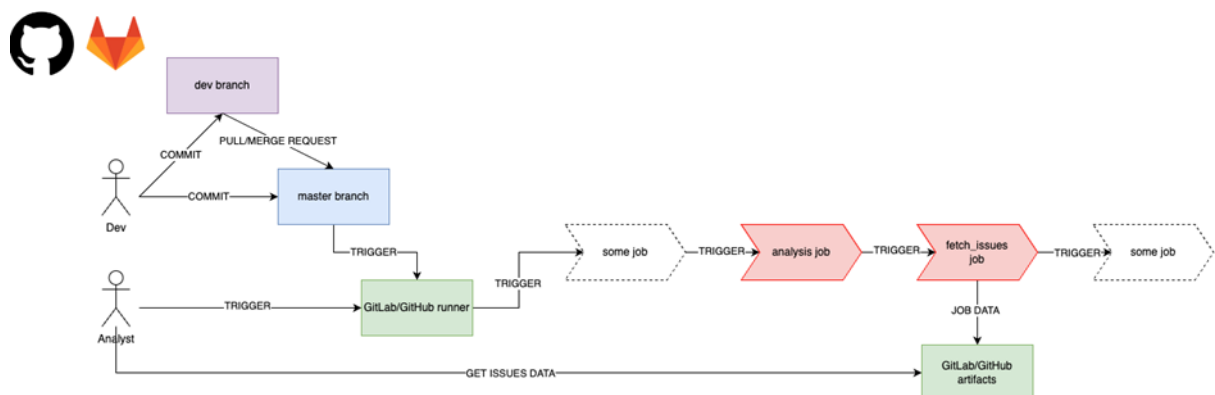 dev branch
PULL/MERGE REQUEST
COMMIT
COMMIT
master branch
Dev
TRIGGER
some job
TRIGGER
analysis job
TRIGGER
fetch_issues
job
TRIGGER
some job
TRIGGER
TRIGGER
GitLab/GitHub runner
JOB DATA
Analyst
GET ISSUES DATA
GitLab/GitHub
artifacts